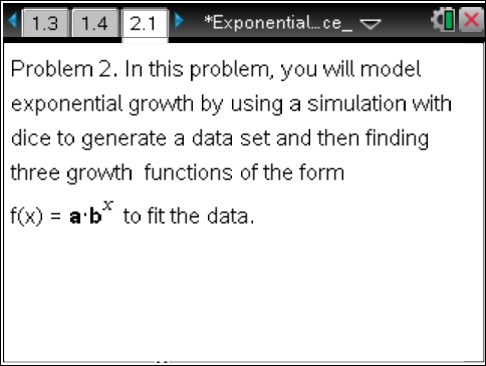 1.3 1.4 2.1 *Exponential...ce_
Problem 2. In this problem, you will model
exponential growth by using a simulation with
dice to generate a data set and then finding
three growth functions of the form
f(x) = a·b^x to fit the data.